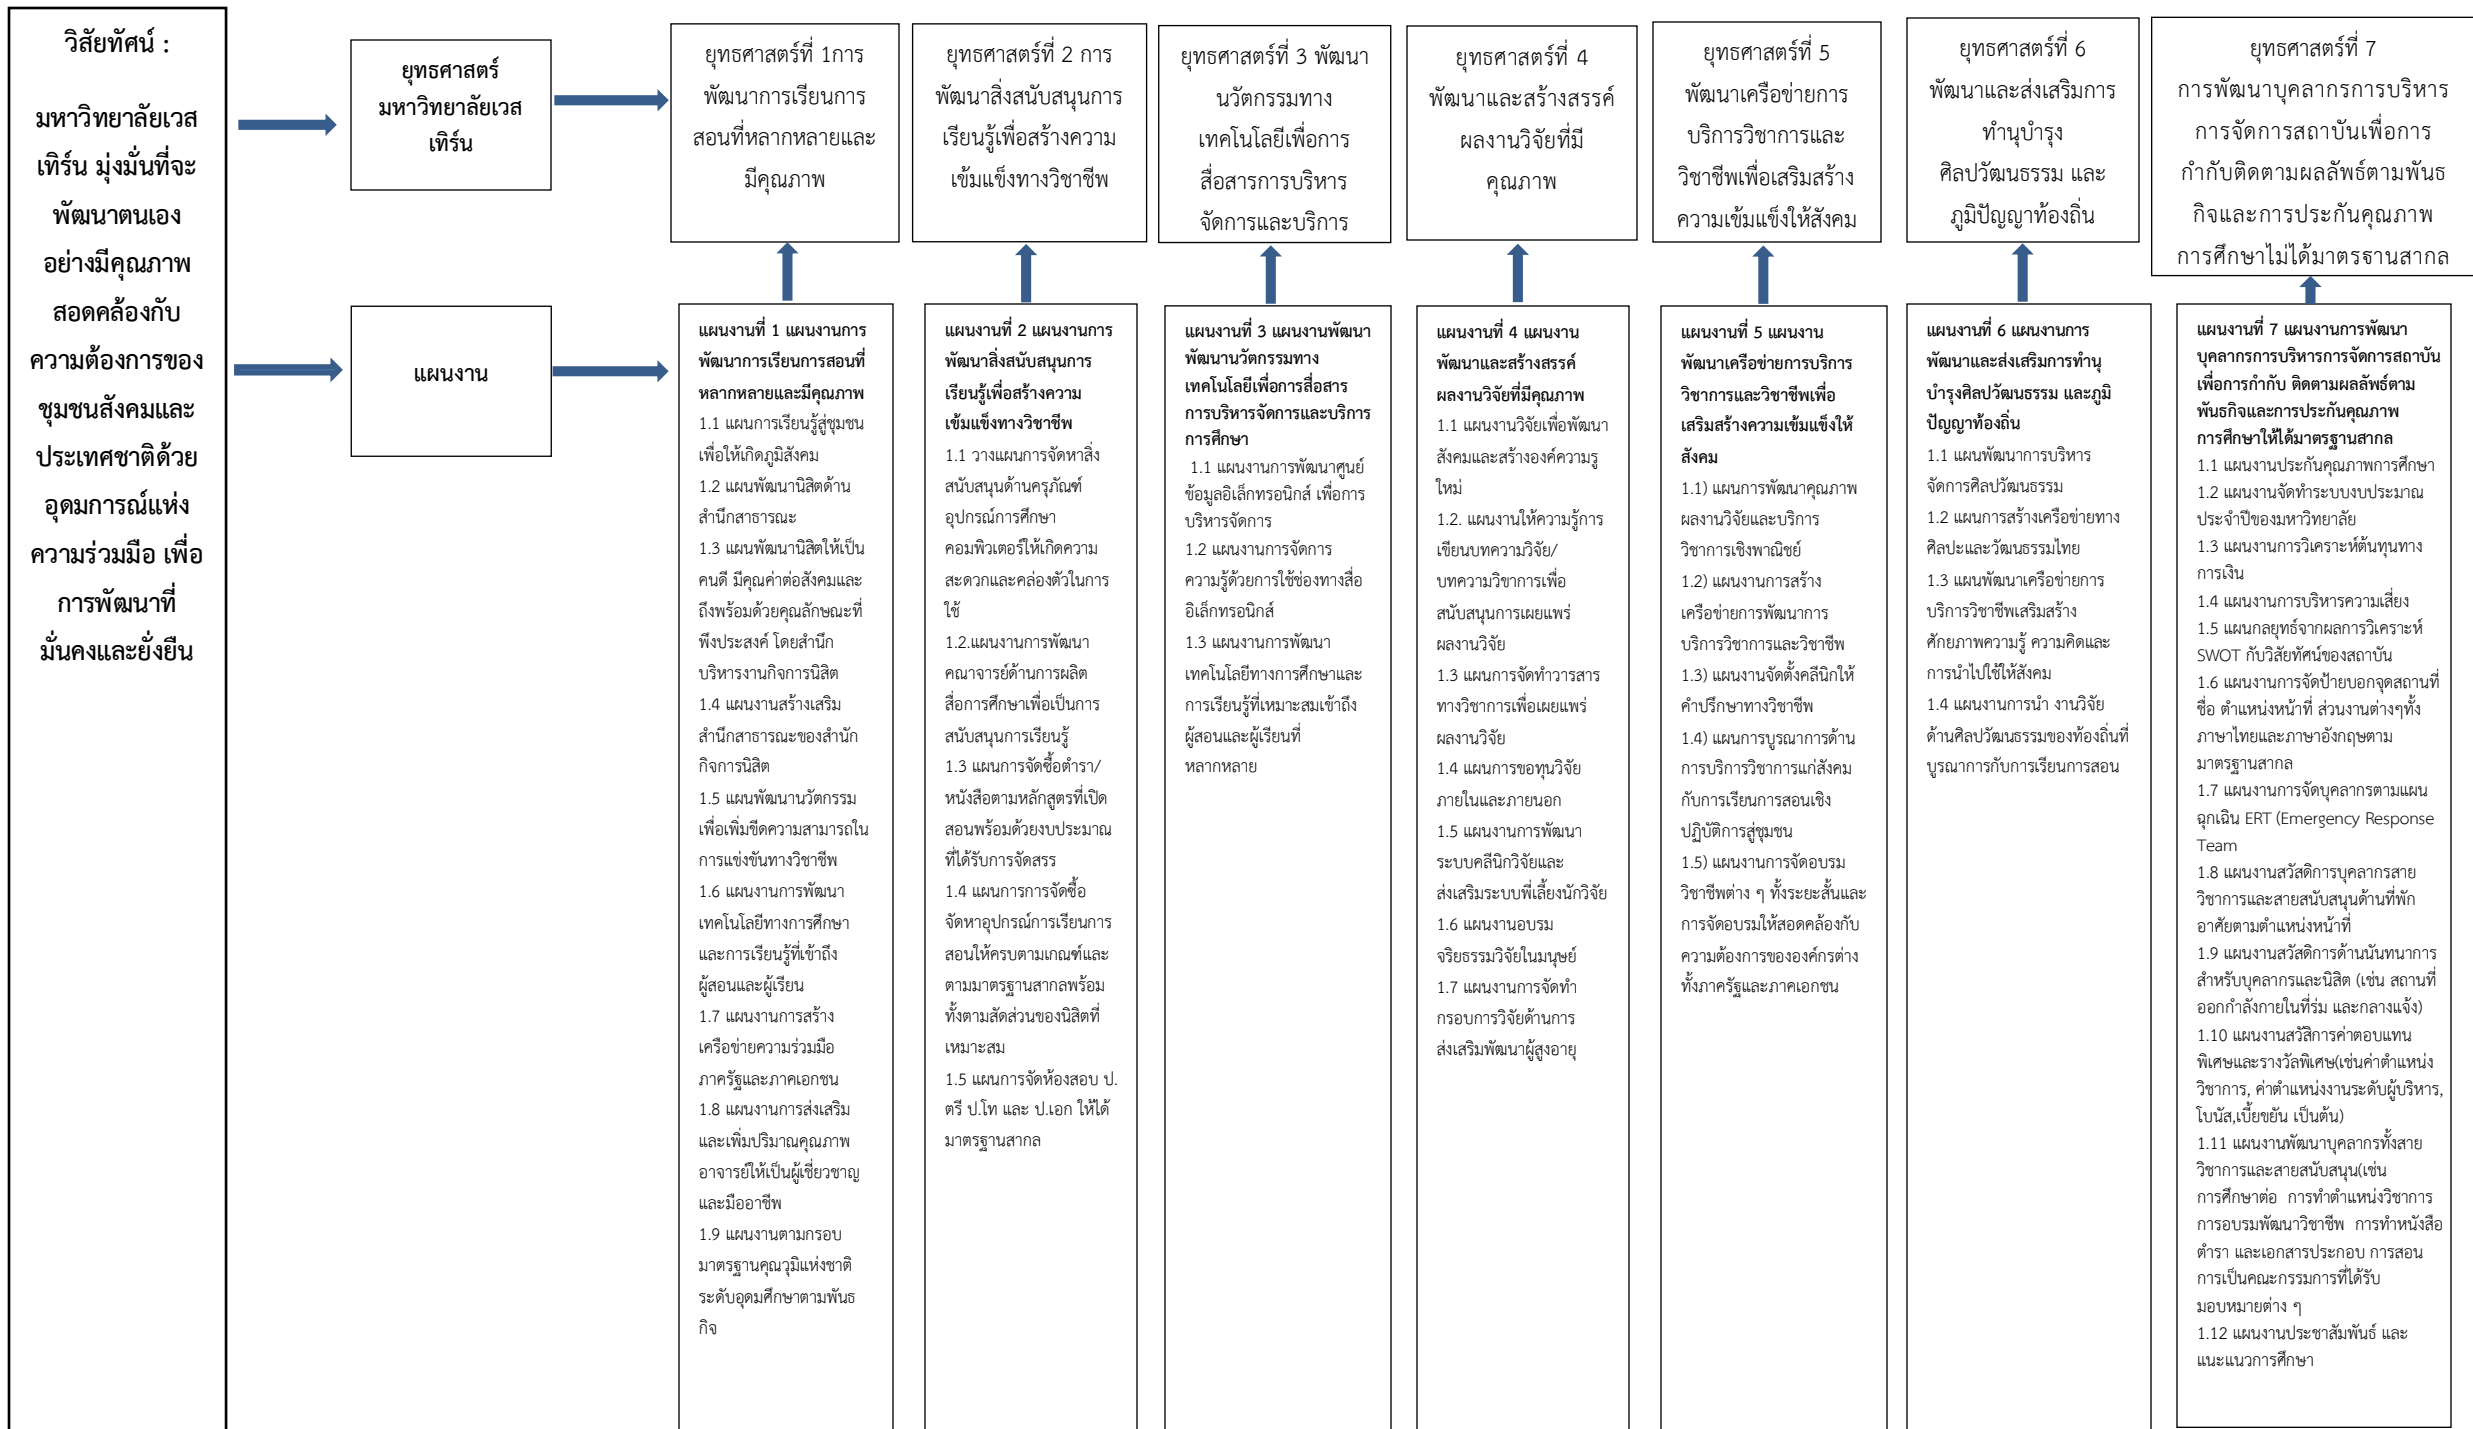 วิสัยทัศน์ :
มหาวิทยาลัยเวส
เทิร์น มุ่งมั่นที่จะ
พัฒนาตนเอง
อย่างมีคุณภาพ
สอดคล้องกับ
ความต้องการของ
ชุมชนสังคมและ
ประเทศชาติด้วย
อุดมการณ์แห่ง
ความร่วมมือ เพื่อ
การพัฒนาที่
มั่นคงและยั่งยืน
ยุทธศาสตร์
มหาวิทยาลัยเวส
เทิร์น
ยุทธศาสตร์ที่ 1การ
พัฒนาการเรียนการ
สอนที่หลากหลายและ
มีคุณภาพ
ยุทธศาสตร์ที่ 2 การ
พัฒนาสิ่งสนับสนุนการ
เรียนรู้เพื่อสร้างความ
เข้มแข็งทางวิชาชีพ
ยุทธศาสตร์ที่ 3 พัฒนา
นวัตกรรมทาง
เทคโนโลยีเพื่อการ
สื่อสารการบริหาร
จัดการและบริการ
ยุทธศาสตร์ที่ 4
พัฒนาและสร้างสรรค์
ผลงานวิจัยที่มี
คุณภาพ
ยุทธศาสตร์ที่ 5
พัฒนาเครือข่ายการ
บริการวิชาการและ
วิชาชีพเพื่อเสริมสร้าง
ความเข้มแข็งให้สังคม
ยุทธศาสตร์ที่ 6
พัฒนาและส่งเสริมการ
ทำนุบำรุง
ศิลปวัฒนธรรม และ
ภูมิปัญญาท้องถิ่น
ยุทธศาสตร์ที่ 7
การพัฒนาบุคลากรการบริหาร
การจัดการสถาบันเพื่อการ
กำกับติดตามผลลัพธ์ตามพันธ
กิจและการประกันคุณภาพ
การศึกษาไม่ได้มาตรฐานสากล
แผนงาน
แผนงานที่ 1 แผนงานการ
พัฒนาการเรียนการสอนที่
หลากหลายและมีคุณภาพ
1.1 แผนการเรียนรู้สู่ชุมชน
เพื่อให้เกิดภูมิสังคม
1.2 แผนพัฒนานิสิตด้าน
สำนึกสาธารณะ
1.3 แผนพัฒนานิสิตให้เป็น
คนดี มีคุณค่าต่อสังคมและ
ถึงพร้อมด้วยคุณลักษณะที่
พึงประสงค์ โดยสำนึก
บริหารงานกิจการนิสิต
1.4 แผนงานสร้างเสริม
สำนึกสาธารณะของสำนัก
กิจการนิสิต
1.5 แผนพัฒนานวัตกรรม
เพื่อเพิ่มขีดความสามารถใน
การแข่งขันทางวิชาชีพ
1.6 แผนงานการพัฒนา
เทคโนโลยีทางการศึกษา
และการเรียนรู้ที่เข้าถึง
ผู้สอนและผู้เรียน
1.7 แผนงานการสร้าง
เครือข่ายความร่วมมือ
ภาครัฐและภาคเอกชน
1.8 แผนงานการส่งเสริม
และเพิ่มปริมาณคุณภาพ
อาจารย์ให้เป็นผู้เชี่ยวชาญ
และมืออาชีพ
1.9 แผนงานตามกรอบ
มาตรฐานคุณวุมิแห่งชาติ
ระดับอุดมศึกษาตามพันธ
กิจ
แผนงานที่ 2 แผนงานการ
พัฒนาสิ่งสนับสนุนการ
เรียนรู้เพื่อสร้างความ
เข้มแข็งทางวิชาชีพ
1.1 วางแผนการจัดหาสิ่ง
สนับสนุนด้านครุภัณฑ์
อุปกรณ์การศึกษา
คอมพิวเตอร์ให้เกิดความ
สะดวกและคล่องตัวในการ
ใช้
1.2.แผนงานการพัฒนา
คณาจารย์ด้านการผลิต
สื่อการศึกษาเพื่อเป็นการ
สนับสนุนการเรียนรู้
1.3 แผนการจัดซื้อตำรา/
หนังสือตามหลักสูตรที่เปิด
สอนพร้อมด้วยงบประมาณ
ที่ได้รับการจัดสรร
1.4 แผนการการจัดซื้อ
จัดหาอุปกรณ์การเรียนการ
สอนให้ครบตามเกณฑ์และ
ตามมาตรฐานสากลพร้อม
ทั้งตามสัดส่วนของนิสิตที่
เหมาะสม
1.5 แผนการจัดห้องสอบ ป.
ตรี ป.โท และ ป.เอก ให้ได้
มาตรฐานสากล
แผนงานที่ 3 แผนงานพัฒนา
พัฒนานวัตกรรมทาง
เทคโนโลยีเพื่อการสื่อสาร
การบริหารจัดการและบริการ
การศึกษา
1.1 แผนงานการพัฒนาศูนย์
ข้อมูลอิเล็กทรอนิกส์ เพื่อการ
บริหารจัดการ
1.2 แผนงานการจัดการ
ความรู้ด้วยการใช้ช่องทางสื่อ
อิเล็กทรอนิกส์
1.3 แผนงานการพัฒนา
เทคโนโลยีทางการศึกษาและ
การเรียนรู้ที่เหมาะสมเข้าถึง
ผู้สอนและผู้เรียนที่
หลากหลาย
แผนงานที่ 4 แผนงาน
พัฒนาและสร้างสรรค์
ผลงานวิจัยที่มีคุณภาพ
1.1 แผนงานวิจัยเพื่อพัฒนา
สังคมและสร้างองค์ความรู
ใหม่
1.2. แผนงานให้ความรู้การ
เขียนบทความวิจัย/
บทความวิขาการเพื่อ
สนับสนุนการเผยแพร่
ผลงานวิจัย
1.3 แผนการจัดทำวารสาร
ทางวิชาการเพื่อเผยแพร่
ผลงานวิจัย
1.4 แผนการขอทุนวิจัย
ภายในและภายนอก
1.5 แผนงานการพัฒนา
ระบบคลีนิกวิจัยและ
ส่งเสริมระบบพี่เลี้ยงนักวิจัย
1.6 แผนงานอบรม
จริยธรรมวิจัยในมนุษย์
1.7 แผนงานการจัดทำ
กรอบการวิจัยด้านการ
ส่งเสริมพัฒนาผู้สูงอายุ
แผนงานที่ 5 แผนงาน
พัฒนาเครือข่ายการบริการ
วิชาการและวิชาชีพเพื่อ
เสริมสร้างความเข้มแข็งให้
สังคม
1.1) แผนการพัฒนาคุณภาพ
ผลงานวิจัยและบริการ
วิชาการเชิงพาณิชย์
1.2) แผนงานการสร้าง
เครือข่ายการพัฒนาการ
บริการวิชาการและวิชาชีพ
1.3) แผนงานจัดตั้งคลีนิกให้
คำปรึกษาทางวิชาชีพ
1.4) แผนการบูรณาการด้าน
การบริการวิชาการแก่สังคม
กับการเรียนการสอนเชิง
ปฏิบัติการสู่ชุมชน
1.5) แผนงานการจัดอบรม
วิชาชีพต่าง ๆ ทั้งระยะสั้นและ
การจัดอบรมให้สอดคล้องกับ
ความต้องการขององค์กรต่าง
ทั้งภาครัฐและภาคเอกชน
แผนงานที่ 6 แผนงานการ
พัฒนาและส่งเสริมการทำนุ
บำรุงศิลปวัฒนธรรม และภูมิ
ปัญญาท้องถิ่น
1.1 แผนพัฒนาการบริหาร
จัดการศิลปวัฒนธรรม
1.2 แผนการสร้างเครือข่ายทาง
ศิลปะและวัฒนธรรมไทย
1.3 แผนพัฒนาเครือข่ายการ
บริการวิชาชีพเสริมสร้าง
ศักยภาพความรู้ ความคิดและ
การนำไปใช้ให้สังคม
1.4 แผนงานการนำ งานวิจัย
ด้านศิลปวัฒนธรรมของท้องถิ่นที่
บูรณาการกับการเรียนการสอน
แผนงานที่ 7 แผนงานการพัฒนา
บุคลากรการบริหารการจัดการสถาบัน
เพื่อการกำกับ ติดตามผลลัพธ์ตาม
พันธกิจและการประกันคุณภาพ
การศึกษาให้ได้มาตรฐานสากล
1.1 แผนงานประกันคุณภาพการศึกษา
1.2 แผนงานจัดทำระบบงบประมาณ
ประจำปีของมหาวิทยาลัย
1.3 แผนงานการวิเคราะห์ต้นทุนทาง
การเงิน
1.4 แผนงานการบริหารความเสี่ยง
1.5 แผนกลยุทธ์จากผลการวิเคราะห์
SWOT กับวิสัยทัศน์ของสถาบัน
1.6 แผนงานการจัดป้ายบอกจุดสถานที่
ชื่อ ตำแหน่งหน้าที่ ส่วนงานต่างๆทั้ง
ภาษาไทยและภาษาอังกฤษตาม
มาตรฐานสากล
1.7 แผนงานการจัดบุคลากรตามแผน
ฉุกเฉิน ERT (Emergency Response
Team
1.8 แผนงานสวัสดิการบุคลากรสาย
วิชาการและสายสนับสนุนด้านที่พัก
อาศัยตามตำแหน่งหน้าที่
1.9 แผนงานสวัสดิการด้านนันทนาการ
สำหรับบุคลากรและนิสิต (เช่น สถานที่
ออกกำลังกายในที่ร่ม และกลางแจ้ง)
1.10 แผนงานสวัสิการค่าตอบแทน
พิเศษและรางวัลพิเศษ(เช่นค่าตำแหน่ง
วิชาการ, ค่าตำแหน่งงานระดับผู้บริหาร,
โบนัส,เบี้ยขยัน เป็นต้น)
1.11 แผนงานพัฒนาบุคลากรทั้งสาย
วิชาการและสายสนับสนุน(เช่น
การศึกษาต่อ การทำตำแหน่งวิชาการ
การอบรมพัฒนาวิชาชีพ การทำหนังสือ
ตำรา และเอกสารประกอบ การสอน
การเป็นคณะกรรมการที่ได้รับ
มอบหมายต่าง ๆ
1.12 แผนงานประชาสัมพันธ์ และ
แนะแนวการศึกษา